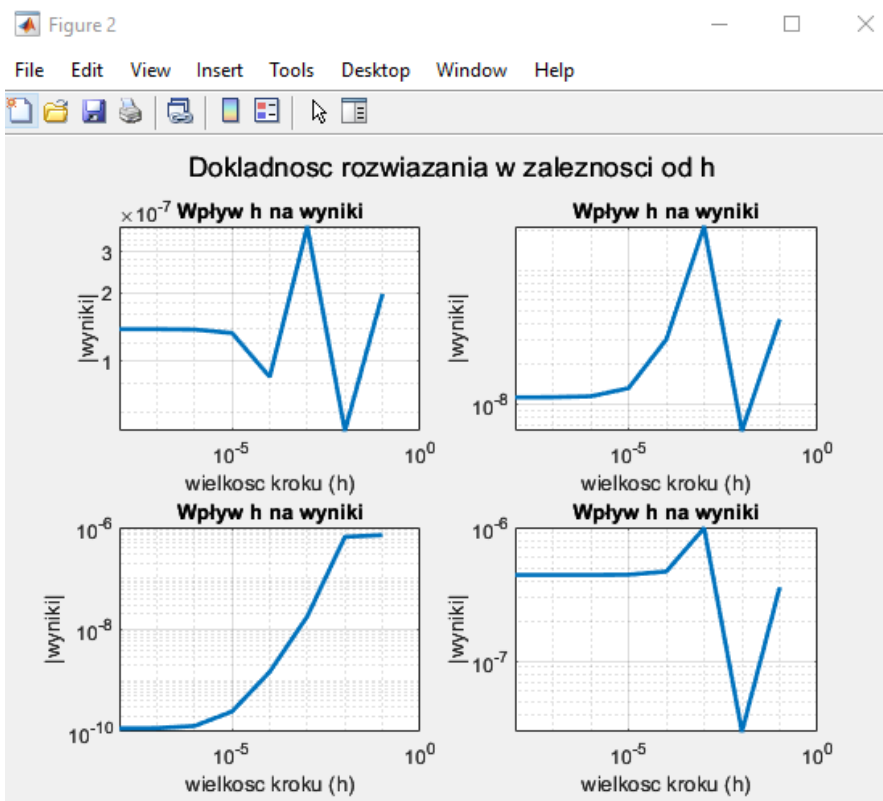 Figure 2
File Edit View Insert Tools Desktop Window Help
Dokladnosc rozwiazania w zaleznosci od h
×10^-7 Wpływ h na wyniki
3
2
1
|wyniki|
10^-5 10^0
wielkosc kroku (h)
Wpływ h na wyniki
10^-8
|wyniki|
10^-5 10^0
wielkosc kroku (h)
Wpływ h na wyniki
10^-6
10^-8
10^-10
|wyniki|
10^-5 10^0
wielkosc kroku (h)
Wpływ h na wyniki
10^-6
10^-7
|wyniki|
10^-5 10^0
wielkosc kroku (h)